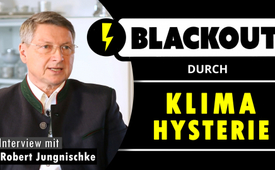 BLACKOUT
DURCH
KLIMA
HYSTERIE
Interview mit
Robert Jungnischke